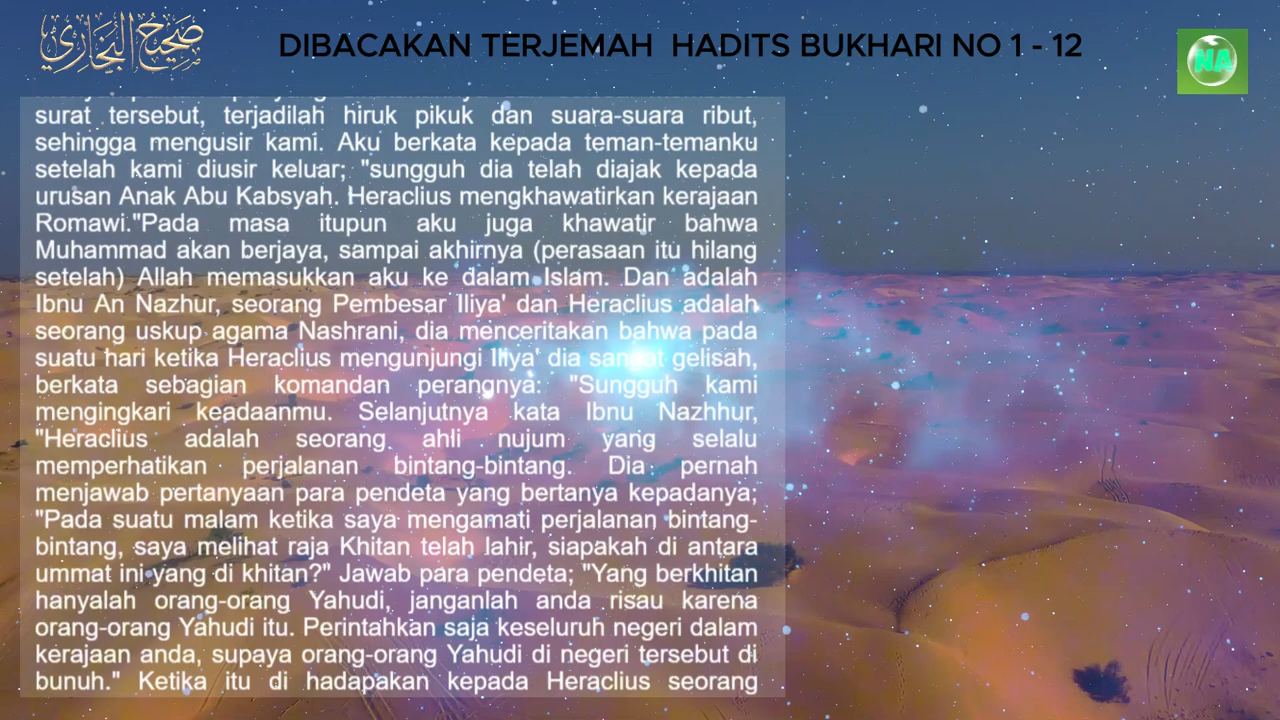 صحيح البخاري
DIBACAKAN TERJEMAH HADITS BUKHARI NO 1 - 12
NA
surat tersebut, terjadilah hiruk pikuk dan suara-suara ribut,
sehingga mengusir kami. Aku berkata kepada teman-temanku
setelah kami diusir keluar; "sungguh dia telah diajak kepada
urusan Anak Abu Kabsyah. Heraclius mengkhawatirkan kerajaan
Romawi."Pada masa itupun aku juga khawatir bahwa
Muhammad akan berjaya, sampai akhirnya (perasaan itu hilang
setelah) Allah memasukkan aku ke dalam Islam. Dan adalah
Ibnu An Nazhur, seorang Pembesar Iliya' dan Heraclius adalah
seorang uskup agama Nashrani, dia menceritakan bahwa pada
suatu hari ketika Heraclius mengunjungi Iliya' dia sangat gelisah,
berkata sebagian komandan perangnya: "Sungguh kami
mengingkari keadaanmu. Selanjutnya kata Ibnu Nazhhur,
"Heraclius adalah seorang ahli nujum yang selalu
memperhatikan perjalanan bintang-bintang. Dia pernah
menjawab pertanyaan para pendeta yang bertanya kepadanya;
"Pada suatu malam ketika saya mengamati perjalanan bintang-
bintang, saya melihat raja Khitan telah lahir, siapakah di antara
ummat ini yang di khitan?" Jawab para pendeta; "Yang berkhitan
hanyalah orang-orang Yahudi, janganlah anda risau karena
orang-orang Yahudi itu. Perintahkan saja keseluruh negeri dalam
kerajaan anda, supaya orang-orang Yahudi di negeri tersebut di
bunuh." Ketika itu di hadapakan kepada Heraclius seorang